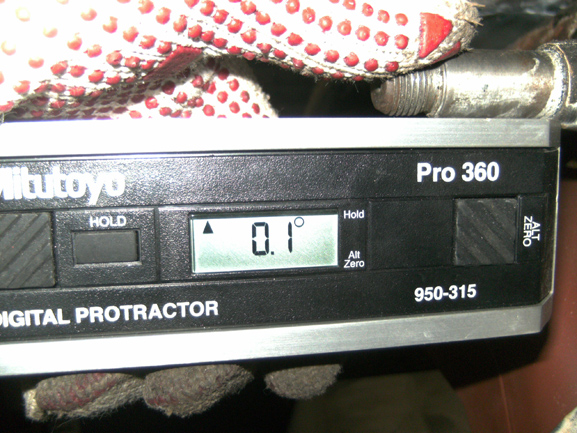 Mitutoyo
Pro 360
HOLD
0.1°
Hold
Alt
Zero
ALT
ZERO
DIGITAL PROTRACTOR
950-315